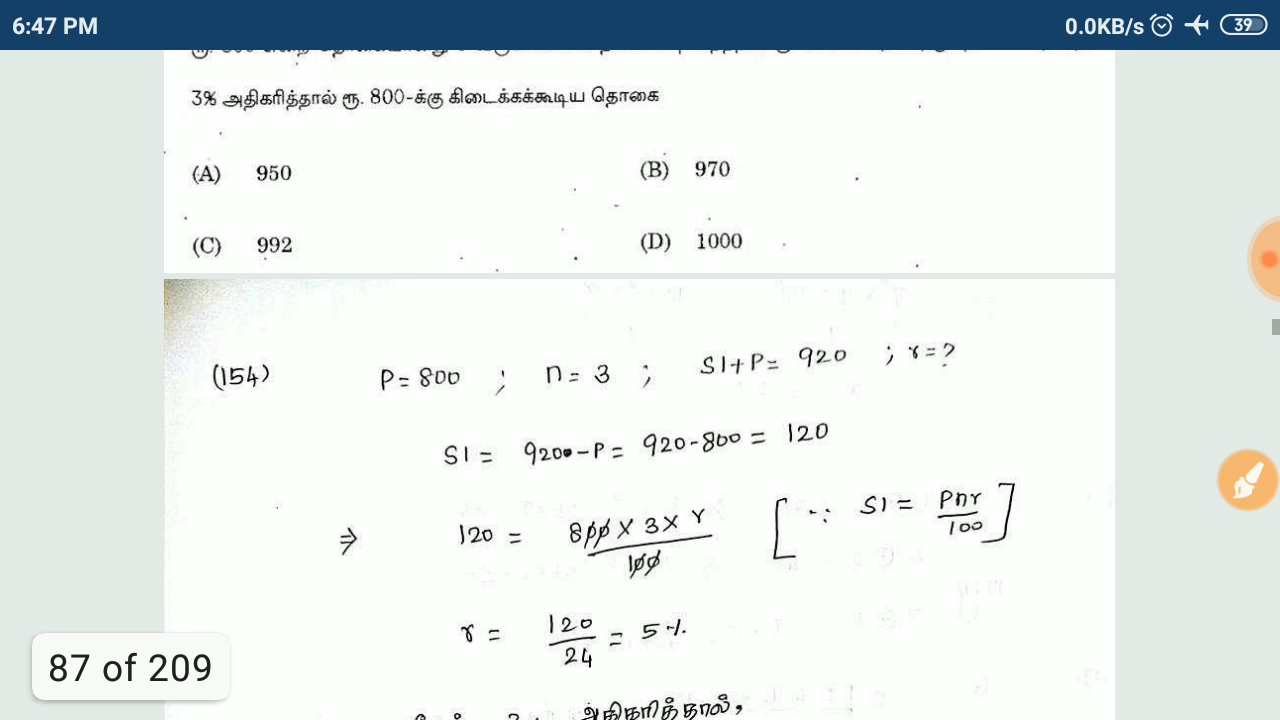 6:47 PM 0.0KB/s 39
3% அதிகரித்தால் ரூ. 800-க்கு கிடைக்கக்கூடிய தொகை
(A) 950 (B) 970
(C) 992 (D) 1000
(154) P = 800 ; n = 3 ; SI+P = 920 ; r = ?
SI = 920 - P = 920 - 800 = 120
⇒ 120 = 800 × 3 × r / 100 [ ∵ SI = Pnr / 100 ]
r = 120 / 24 = 5 %
87 of 209
அதிகரித்தால்,